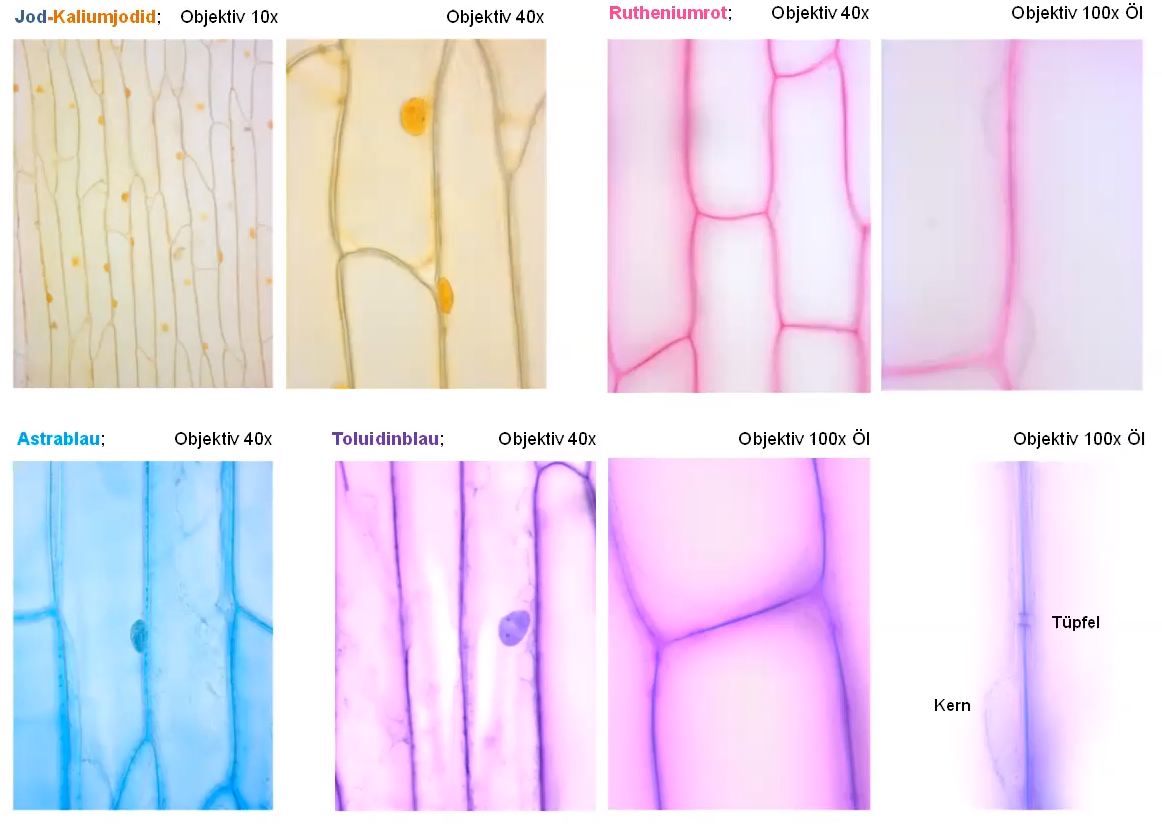 Jod-Kaliumjodid; Objektiv 10x
Objektiv 40x
Rutheniumrot; Objektiv 40x
Objektiv 100x Öl
Astrablau; Objektiv 40x
Toluidinblau; Objektiv 40x
Objektiv 100x Öl
Objektiv 100x Öl
Tüpfel
Kern